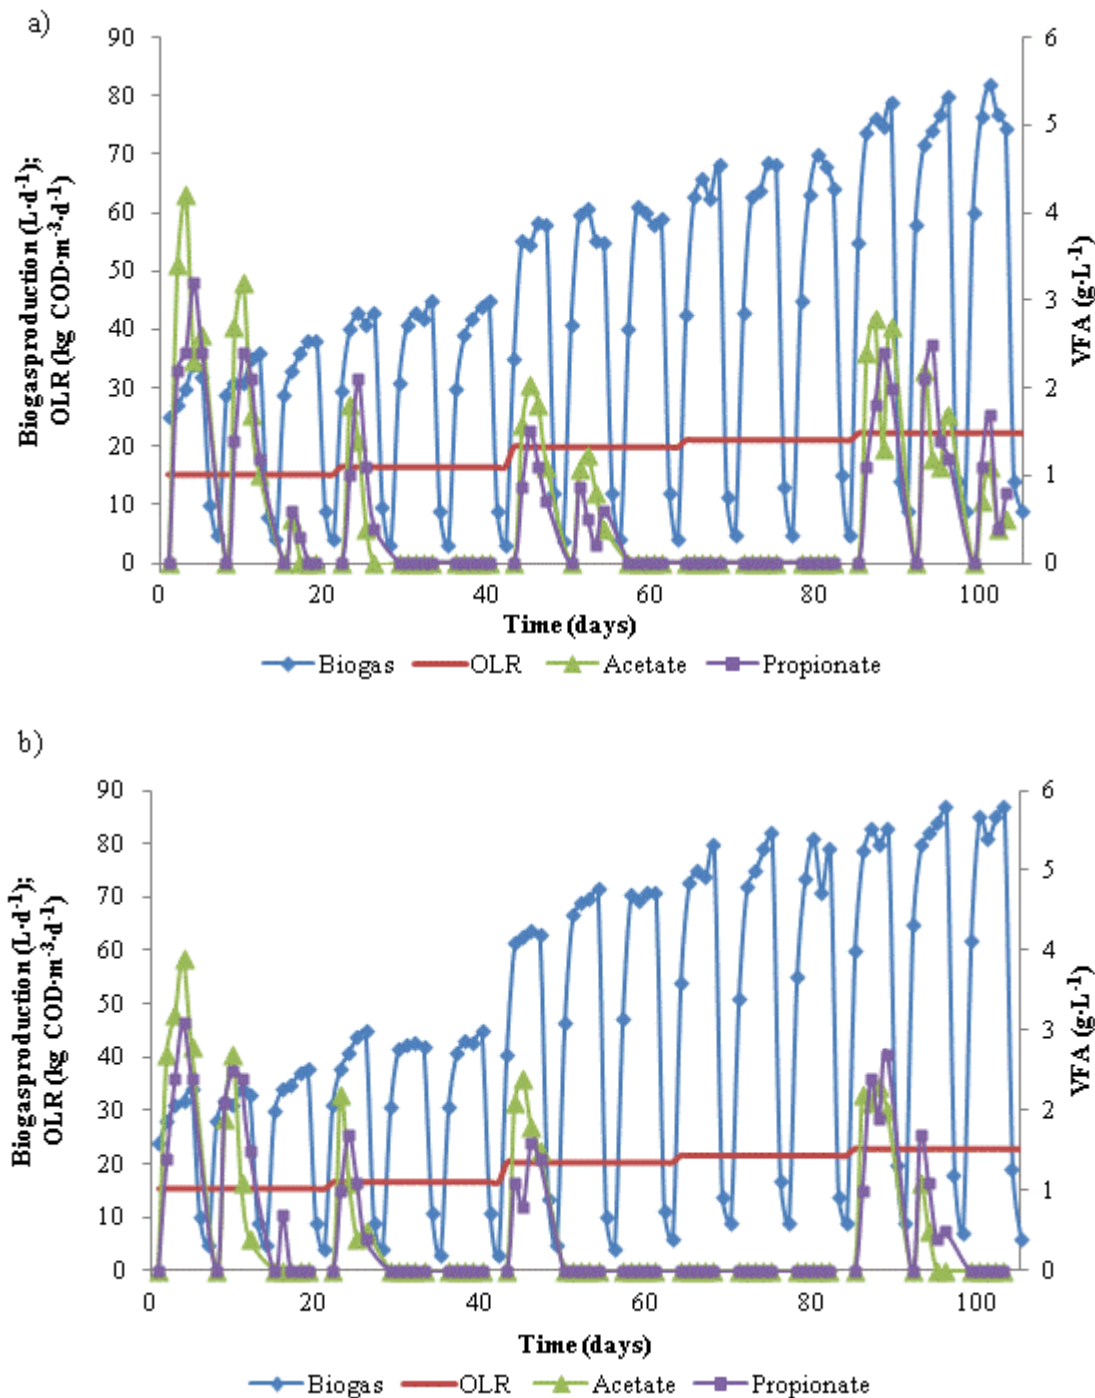 a)
Biogasproduction (L·d⁻¹);
OLR (kg COD·m⁻³·d⁻¹)
90
80
70
60
50
40
30
20
10
0
6
5
4
3
2
1
0
VFA (g·L⁻¹)
0 20 40 60 80 100
Time (days)
Biogas OLR Acetate Propionate
b)
Biogasproduction (L·d⁻¹);
OLR (kg COD·m⁻³·d⁻¹)
90
80
70
60
50
40
30
20
10
0
6
5
4
3
2
1
0
VFA (g·L⁻¹)
0 20 40 60 80 100
Time (days)
Biogas OLR Acetate Propionate